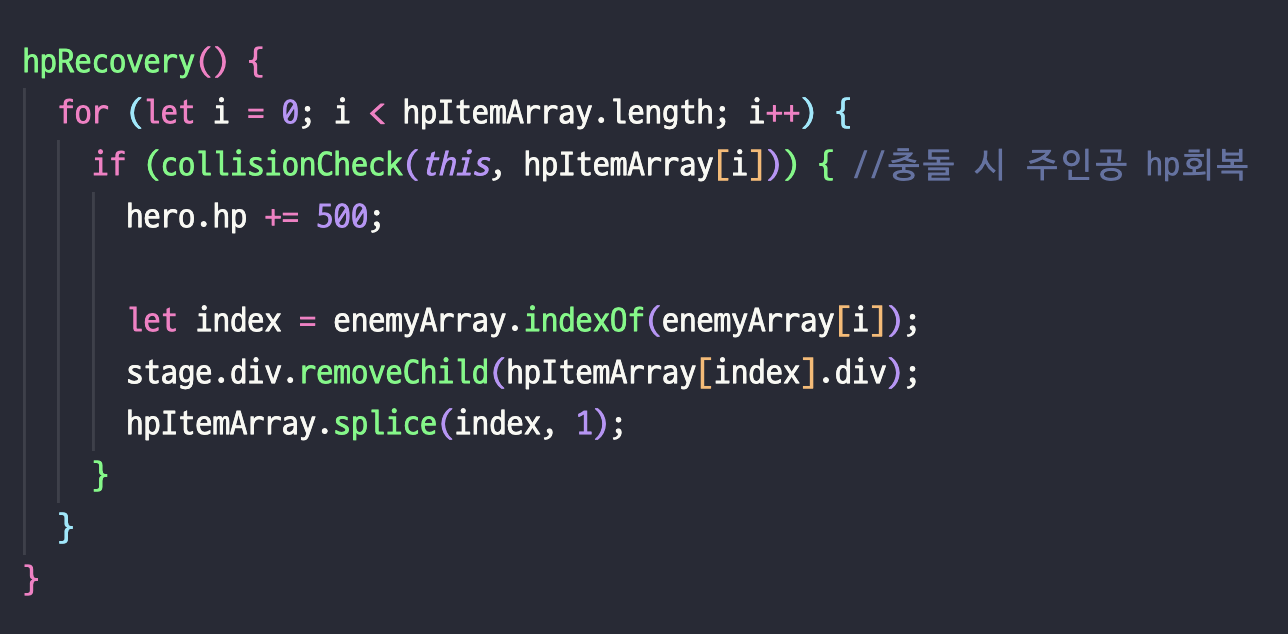 hpRecovery() {
for (let i = 0; i < hpItemArray.length; i++) {
if (collisionCheck(this, hpItemArray[i])) { //충돌 시 주인공 hp회복
hero.hp += 500;
let index = enemyArray.indexOf(enemyArray[i]);
stage.div.removeChild(hpItemArray[index].div);
hpItemArray.splice(index, 1);
}
}
}